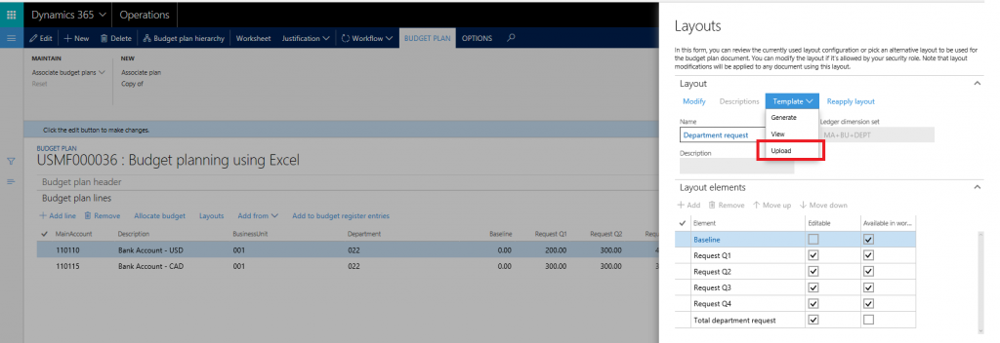 Dynamics 365 Operations
Edit New Delete Budget plan hierarchy Worksheet Justification Workflow BUDGET PLAN OPTIONS
MAINTAIN NEW
Associate budget plans Associate plan
Reset Copy of
Click the edit button to make changes.
BUDGET PLAN
USMF000036 : Budget planning using Excel
Budget plan header
Budget plan lines
Add line Remove Allocate budget Layouts Add from Add to budget register entries
MainAccount Description BusinessUnit Department Baseline Request Q1 Request Q2
110110 Bank Account - USD 001 022 0.00 200.00 300.00
110115 Bank Account - CAD 001 022 0.00 300.00 300.00
Layouts
In this form, you can review the currently used layout configuration or pick an alternative layout to be used for
the budget plan document. You can modify the layout if it's allowed by your security role. Note that layout
modifications will be applied to any document using this layout.
Layout
Modify Descriptions Template Reapply layout
Generate
View
Upload
Name Ledger dimension set
Department request MA+BU+DEPT
Description
Layout elements
Add Remove Move up Move down
Element Editable Available in wor...
Baseline
Request Q1
Request Q2
Request Q3
Request Q4
Total department request